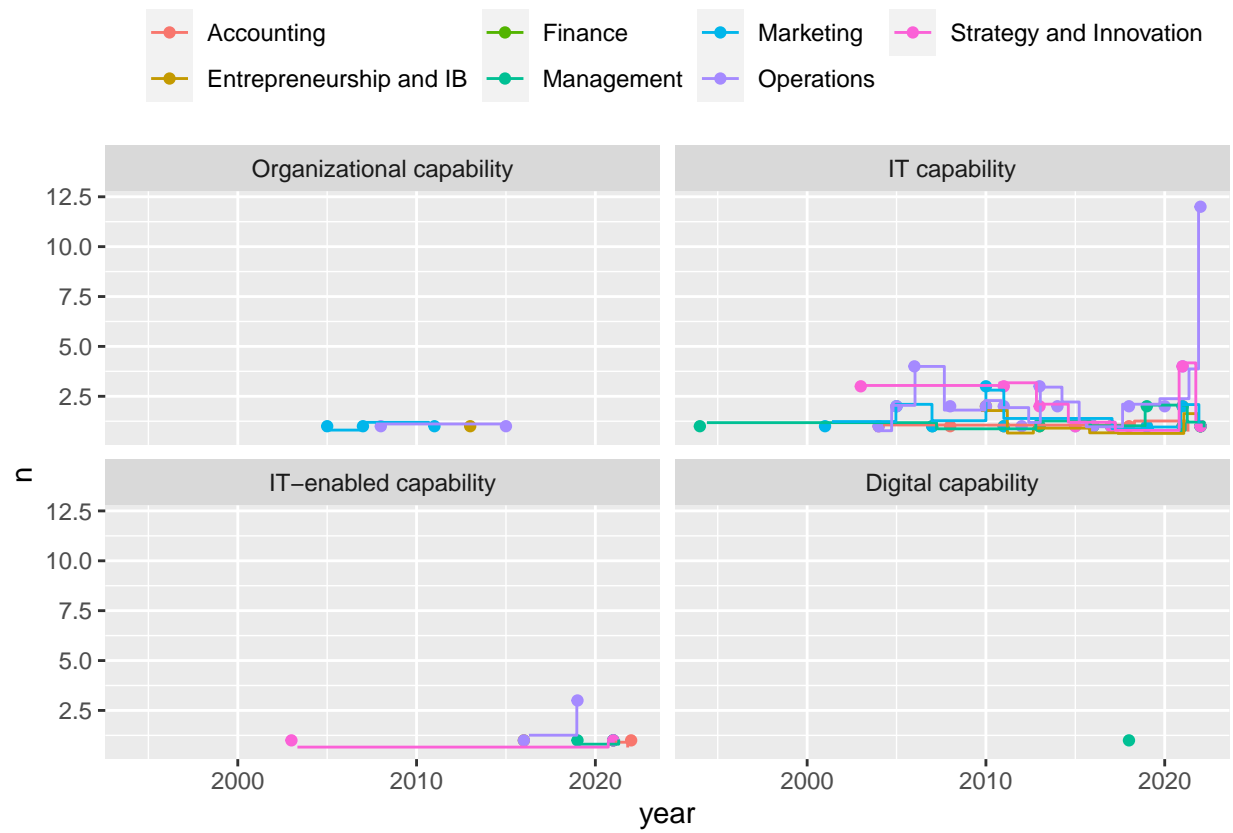 Accounting Finance Marketing Strategy and Innovation
Entrepreneurship and IB Management Operations
Organizational capability IT capability
12.5
10.0
7.5
5.0
2.5
n
IT−enabled capability Digital capability
12.5
10.0
7.5
5.0
2.5
2000 2010 2020 2000 2010 2020
year